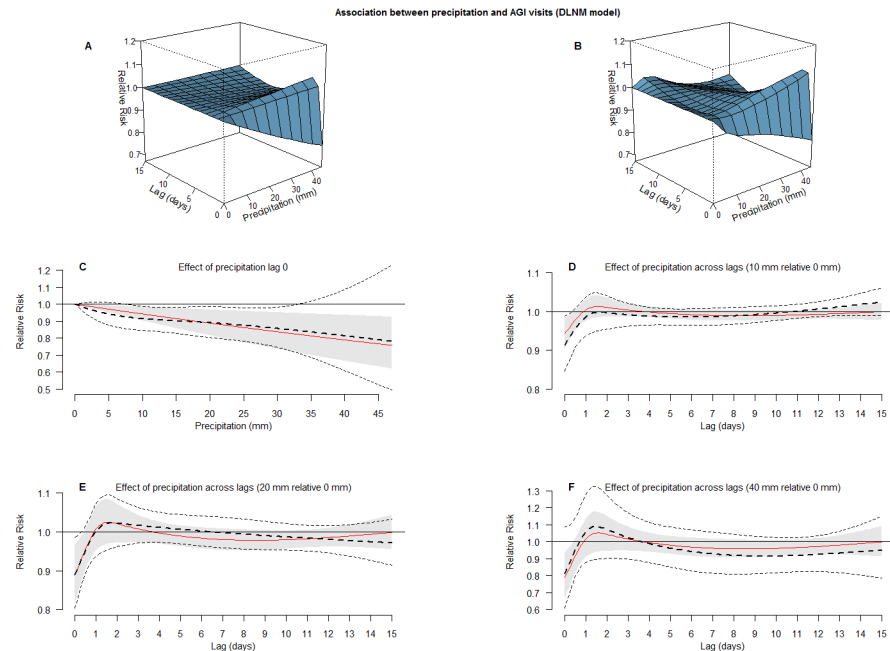 Association between precipitation and AGI visits (DLNM model)
A
1.2
1.1
1.0
0.9
0.8
0.7
Relative Risk
15
10
5
0
Lag (days)
0
10
20
30
40
Precipitation (mm)
B
1.2
1.1
1.0
0.9
0.8
0.7
Relative Risk
15
10
5
0
Lag (days)
0
10
20
30
40
Precipitation (mm)
C
Effect of precipitation lag 0
1.2
1.1
1.0
0.9
0.8
0.7
0.6
0.5
Relative Risk
0 5 10 15 20 25 30 35 40 45
Precipitation (mm)
D
Effect of precipitation across lags (10 mm relative 0 mm)
1.1
1.0
0.9
0.8
Relative Risk
0 1 2 3 4 5 6 7 8 9 10 11 12 13 14 15
Lag (days)
E
Effect of precipitation across lags (20 mm relative 0 mm)
1.1
1.0
0.9
0.8
Relative Risk
0 1 2 3 4 5 6 7 8 9 10 11 12 13 14 15
Lag (days)
F
Effect of precipitation across lags (40 mm relative 0 mm)
1.3
1.2
1.1
1.0
0.9
0.8
0.7
0.6
Relative Risk
0 1 2 3 4 5 6 7 8 9 10 11 12 13 14 15
Lag (days)